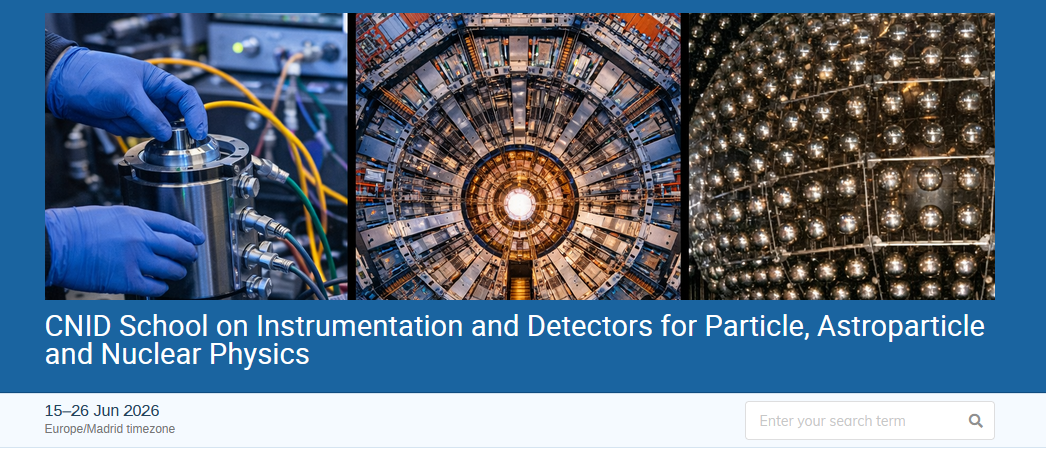 CNID School on Instrumentation and Detectors for Particle, Astroparticle
and Nuclear Physics
15–26 Jun 2026
Europe/Madrid timezone
Enter your search term